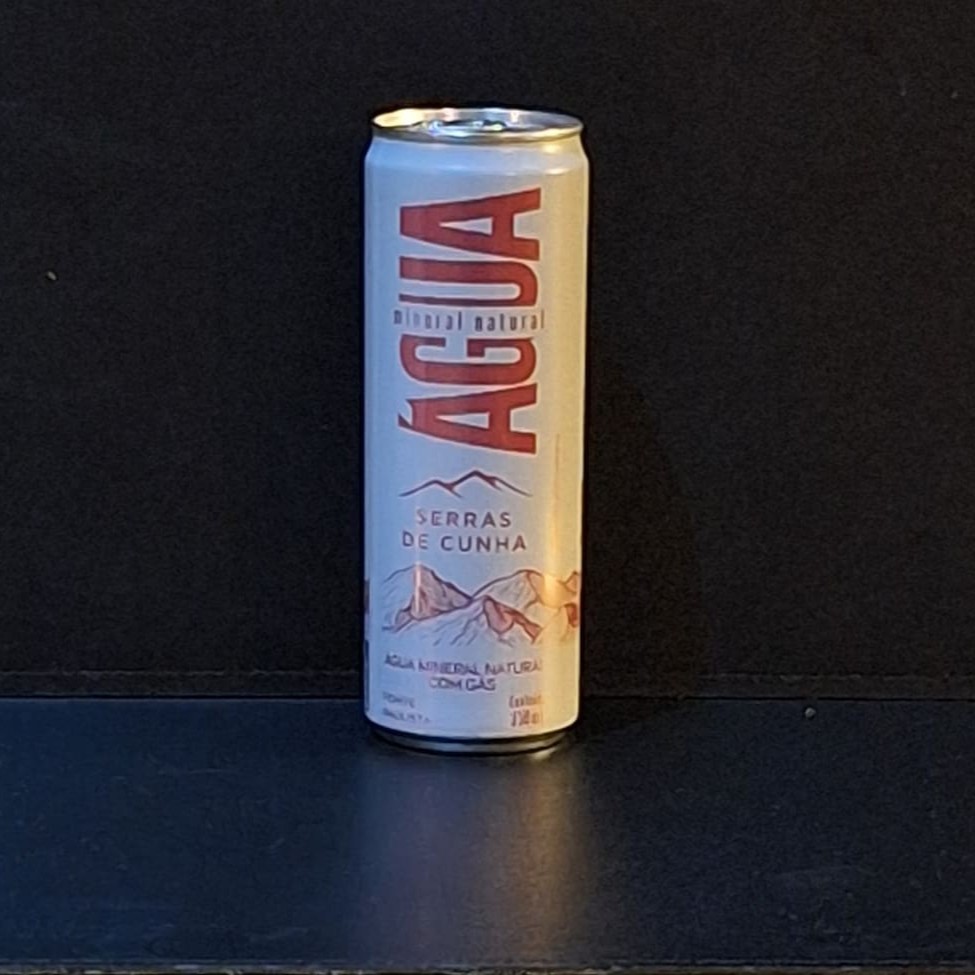 ÁGUA
mineral natural
SERRAS
DE CUNHA
ÁGUA MINERAL NATURAL
COM GÁS